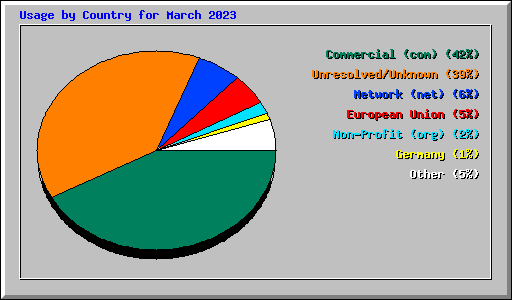 Usage by Country for March 2023
Commercial (com) (42%)
Unresolved/Unknown (39%)
Network (net) (6%)
European Union (5%)
Non-Profit (org) (2%)
Germany (1%)
Other (5%)